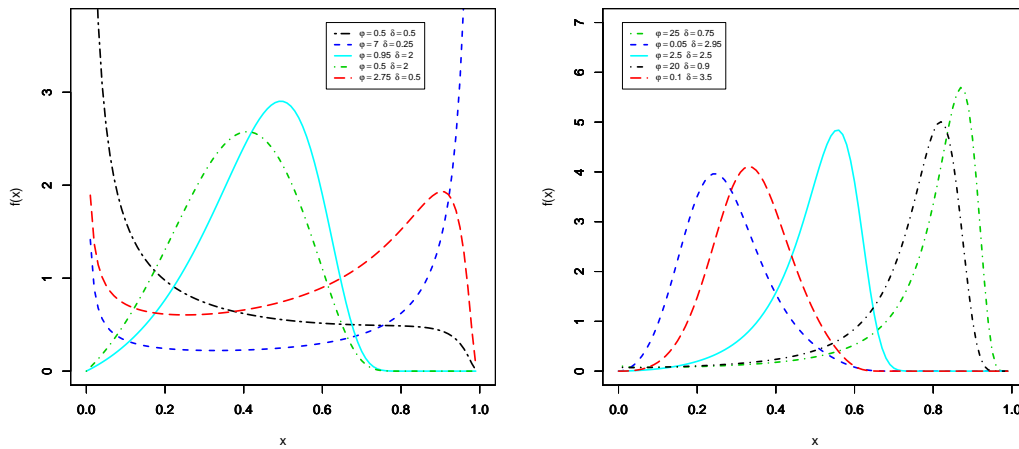 φ = 0.5 δ = 0.5
φ = 7 δ = 0.25
φ = 0.95 δ = 2
φ = 0.5 δ = 2
φ = 2.75 δ = 0.5
f(x)
3
2
1
0
0.0 0.2 0.4 0.6 0.8 1.0
x
φ = 25 δ = 0.75
φ = 0.05 δ = 2.95
φ = 2.5 δ = 2.5
φ = 20 δ = 0.9
φ = 0.1 δ = 3.5
f(x)
7
6
5
4
3
2
1
0
0.0 0.2 0.4 0.6 0.8 1.0
x